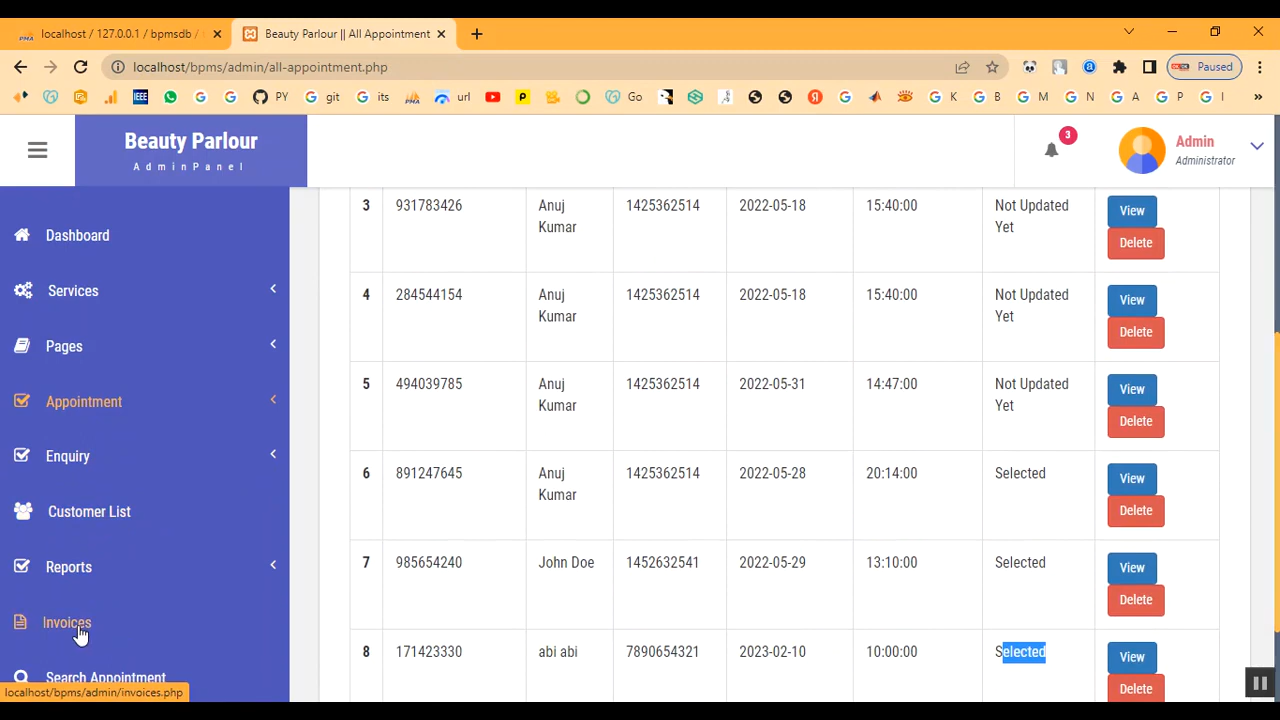 localhost / 127.0.0.1 / bpmsdb /
Beauty Parlour || All Appointment
localhost/bpms/admin/all-appointment.php
Paused
IEEE
PY
git
its
url
Go
K
B
M
N
A
P
I
»
Beauty Parlour
AdminPanel
3
Admin
Administrator
Dashboard
Services
Pages
Appointment
Enquiry
Customer List
Reports
Invoices
Search Appointment
localhost/bpms/admin/invoices.php
3 931783426 Anuj Kumar 1425362514 2022-05-18 15:40:00 Not Updated Yet View Delete
4 284544154 Anuj Kumar 1425362514 2022-05-18 15:40:00 Not Updated Yet View Delete
5 494039785 Anuj Kumar 1425362514 2022-05-31 14:47:00 Not Updated Yet View Delete
6 891247645 Anuj Kumar 1425362514 2022-05-28 20:14:00 Selected View Delete
7 985654240 John Doe 1452632541 2022-05-29 13:10:00 Selected View Delete
8 171423330 abi abi 7890654321 2023-02-10 10:00:00 Selected View Delete